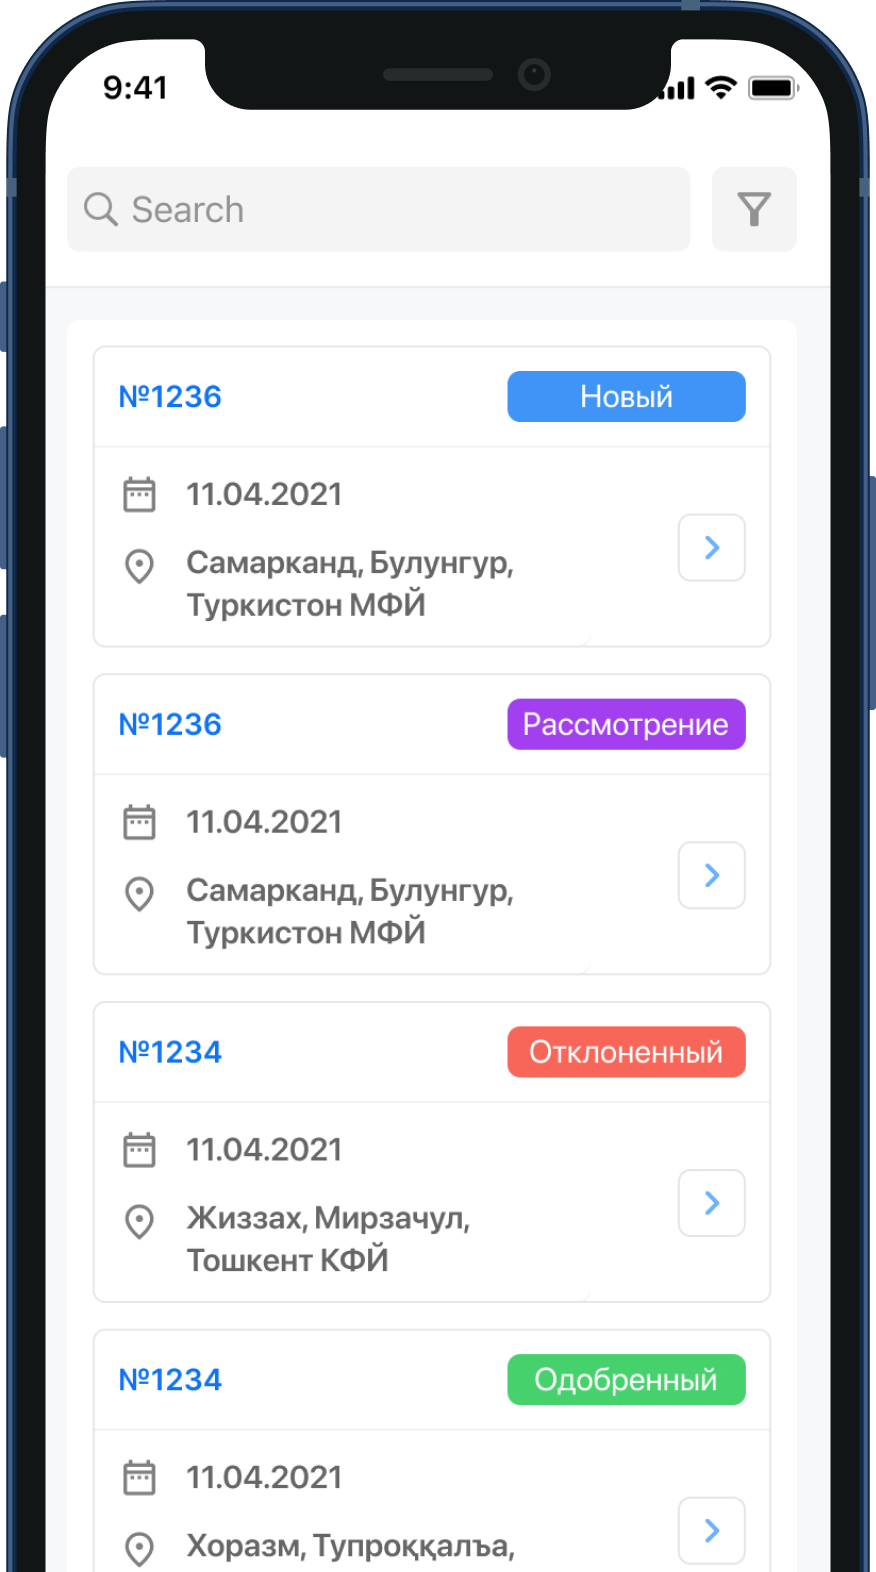 9:41
Search
№1236
Новый
11.04.2021
Самарканд, Булунгур,
Туркистон МФЙ
№1236
Рассмотрение
11.04.2021
Самарканд, Булунгур,
Туркистон МФЙ
№1234
Отклоненный
11.04.2021
Жиззах, Мирзачул,
Тошкент КФЙ
№1234
Одобренный
11.04.2021
Хоразм, Тупроққалъа,